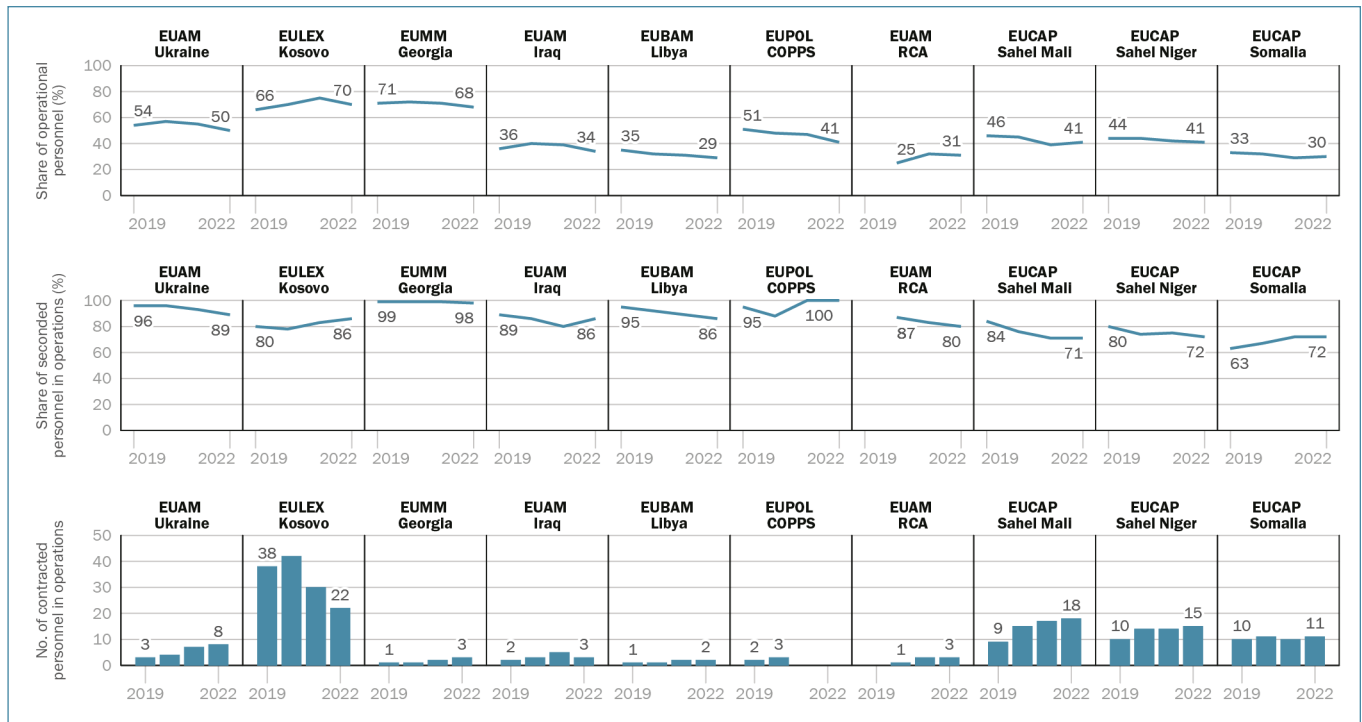 EUAM Ukraine
EULEX Kosovo
EUMM Georgia
EUAM Iraq
EUBAM Libya
EUPOL COPPS
EUAM RCA
EUCAP Sahel Mali
EUCAP Sahel Niger
EUCAP Somalia
Share of operational personnel (%)
100
80
60
40
20
0
54 50
66 70
71 68
36 34
35 29
51 41
25 31
46 41
44 41
33 30
2019 2022
2019 2022
2019 2022
2019 2022
2019 2022
2019 2022
2019 2022
2019 2022
2019 2022
2019 2022
EUAM Ukraine
EULEX Kosovo
EUMM Georgia
EUAM Iraq
EUBAM Libya
EUPOL COPPS
EUAM RCA
EUCAP Sahel Mali
EUCAP Sahel Niger
EUCAP Somalia
Share of seconded personnel in operations (%)
100
80
60
40
20
0
96 89
80 86
99 98
89 86
95 86
95 100
87 80
84 71
80 72
63 72
2019 2022
2019 2022
2019 2022
2019 2022
2019 2022
2019 2022
2019 2022
2019 2022
2019 2022
2019 2022
EUAM Ukraine
EULEX Kosovo
EUMM Georgia
EUAM Iraq
EUBAM Libya
EUPOL COPPS
EUAM RCA
EUCAP Sahel Mali
EUCAP Sahel Niger
EUCAP Somalia
No. of contracted personnel in operations
50
40
30
20
10
0
3 8
38 22
1 3
2 3
1 2
2 3
1 3
9 18
10 15
10 11
2019 2022
2019 2022
2019 2022
2019 2022
2019 2022
2019 2022
2019 2022
2019 2022
2019 2022
2019 2022